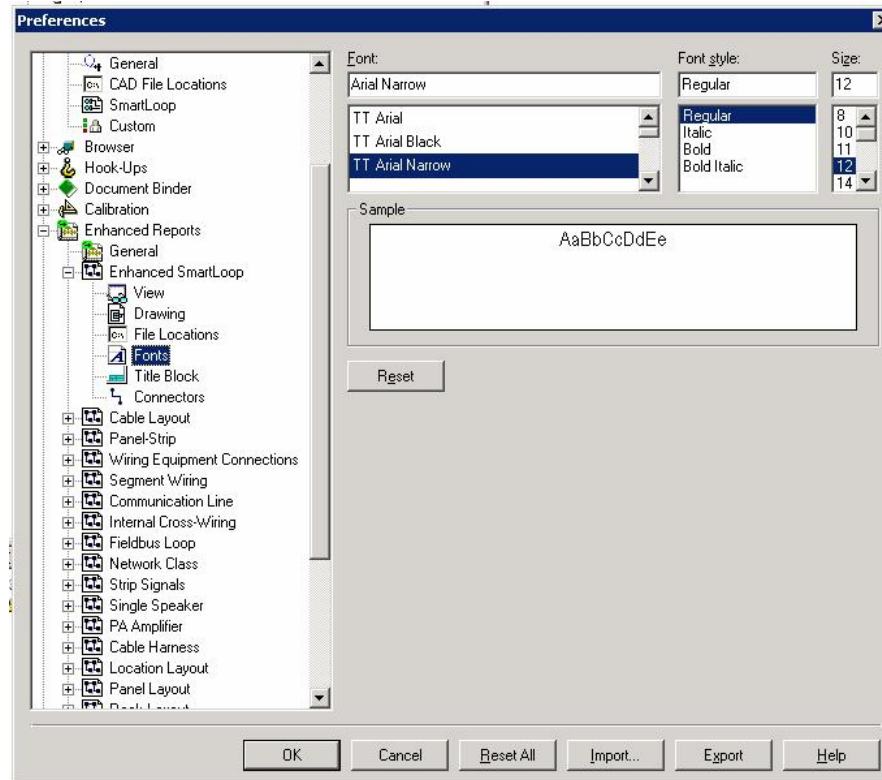 Preferences
General
CAD File Locations
SmartLoop
Custom
Browser
Hook-Ups
Document Binder
Calibration
Enhanced Reports
General
Enhanced SmartLoop
View
Drawing
File Locations
Fonts
Title Block
Connectors
Cable Layout
Panel-Strip
Wiring Equipment Connections
Segment Wiring
Communication Line
Internal Cross-Wiring
Fieldbus Loop
Network Class
Strip Signals
Single Speaker
PA Amplifier
Cable Harness
Location Layout
Panel Layout
Font:
Arial Narrow
TT Arial
TT Arial Black
TT Arial Narrow
Font style:
Regular
Regular
Italic
Bold
Bold Italic
Size:
12
8
10
11
12
14
Sample
AaBbCcDdEe
Reset
OK
Cancel
Reset All
Import...
Export
Help